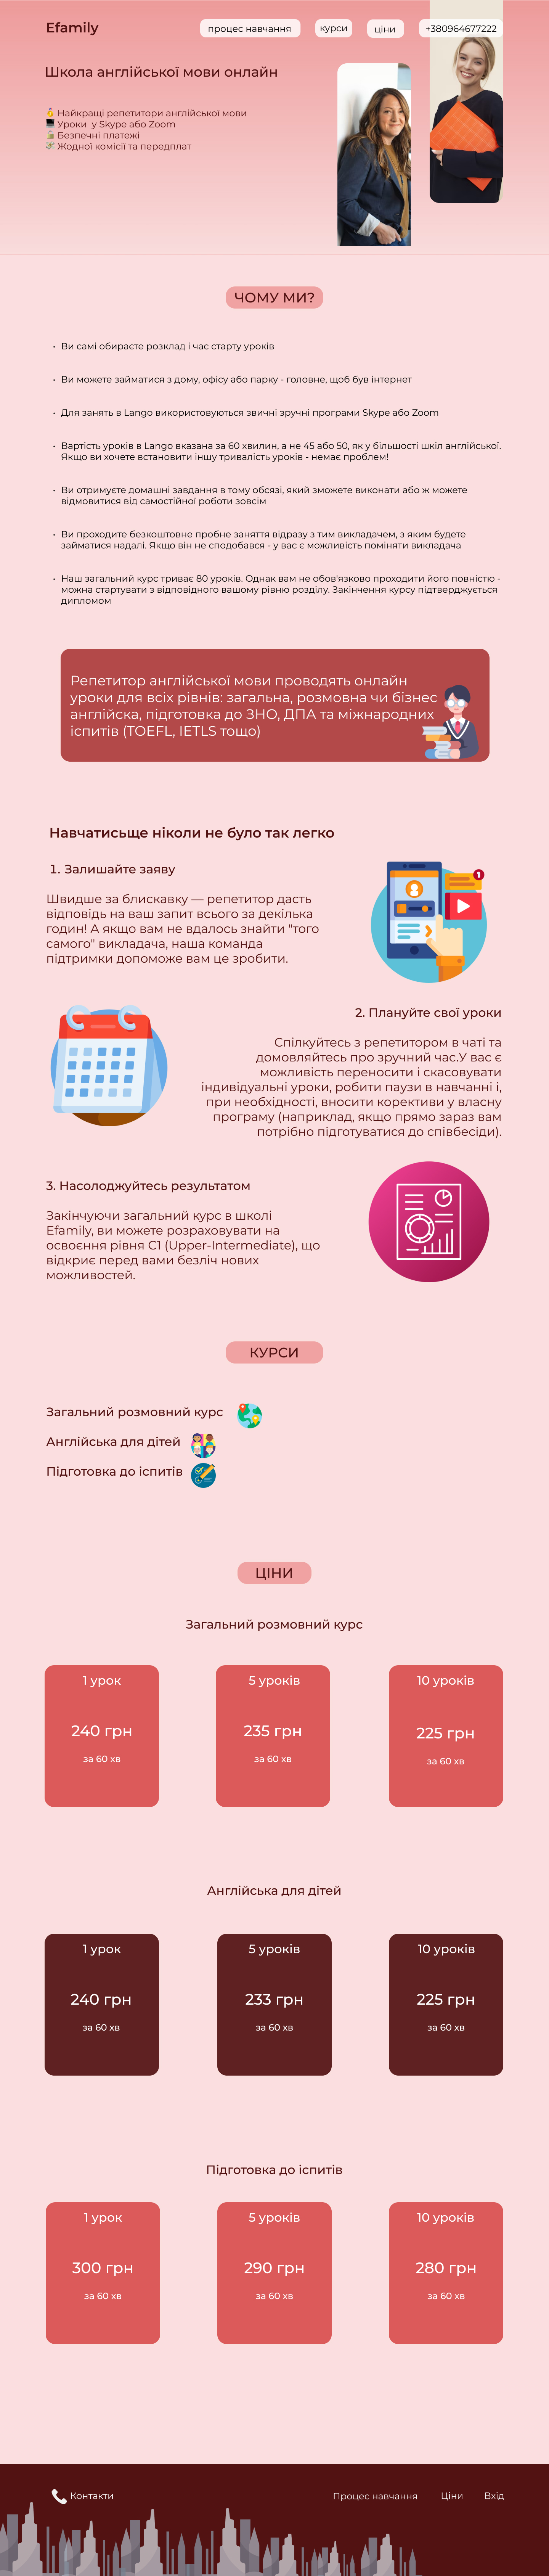 Efamily
процес навчання
курси
ціни
+380964677222
Школа англійської мови онлайн
Найкращі репетитори англійської мови
Уроки у Skype або Zoom
Безпечні платежі
Жодної комісії та передплат
ЧОМУ МИ?
• Ви самі обираєте розклад і час старту уроків
• Ви можете займатися з дому, офісу або парку - головне, щоб був інтернет
• Для занять в Lango використовуються звичні зручні програми Skype або Zoom
• Вартість уроків в Lango вказана за 60 хвилин, а не 45 або 50, як у більшості шкіл англійської.
Якщо ви хочете встановити іншу тривалість уроків - немає проблем!
• Ви отримуєте домашні завдання в тому обсязі, який зможете виконати або ж можете
відмовитися від самостійної роботи зовсім
• Ви проходите безкоштовне пробне заняття відразу з тим викладачем, з яким будете
займатися надалі. Якщо він не сподобався - у вас є можливість поміняти викладача
• Наш загальний курс триває 80 уроків. Однак вам не обов'язково проходити його повністю -
можна стартувати з відповідного вашому рівню розділу. Закінчення курсу підтверджується
дипломом
Репетитор англійської мови проводять онлайн
уроки для всіх рівнів: загальна, розмовна чи бізнес
англійска, підготовка до ЗНО, ДПА та міжнародних
іспитів (TOEFL, IETLS тощо)
Навчатисьще ніколи не було так легко
1. Залишайте заяву
Швидше за блискавку — репетитор дасть
відповідь на ваш запит всього за декілька
годин! А якщо вам не вдалось знайти "того
самого" викладача, наша команда
підтримки допоможе вам це зробити.
1
2. Плануйте свої уроки
Спілкуйтесь з репетитором в чаті та
домовляйтесь про зручний час.У вас є
можливість переносити і скасовувати
індивідуальні уроки, робити паузи в навчанні і,
при необхідності, вносити корективи у власну
програму (наприклад, якщо прямо зараз вам
потрібно підготуватися до співбесіди).
3. Насолоджуйтесь результатом
Закінчуючи загальний курс в школі
Efamily, ви можете розраховувати на
освоєння рівня C1 (Upper-Intermediate), що
відкриє перед вами безліч нових
можливостей.
КУРСИ
Загальний розмовний курс
Англійська для дітей
Підготовка до іспитів
ЦІНИ
Загальний розмовний курс
1 урок
240 грн
за 60 хв
5 уроків
235 грн
за 60 хв
10 уроків
225 грн
за 60 хв
Англійська для дітей
1 урок
240 грн
за 60 хв
5 уроків
233 грн
за 60 хв
10 уроків
225 грн
за 60 хв
Підготовка до іспитів
1 урок
300 грн
за 60 хв
5 уроків
290 грн
за 60 хв
10 уроків
280 грн
за 60 хв
Контакти
Процес навчання
Ціни
Вхід